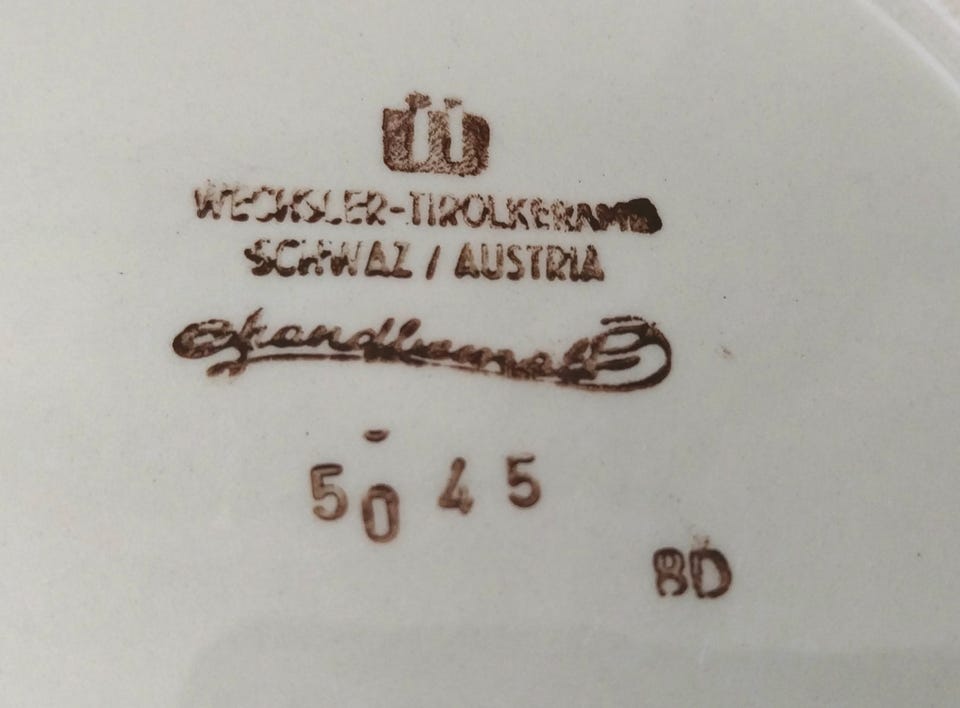 WECHSLER-TIROLKERAMIK
SCHWAZ / AUSTRIA
Handbemalt
5045
8D